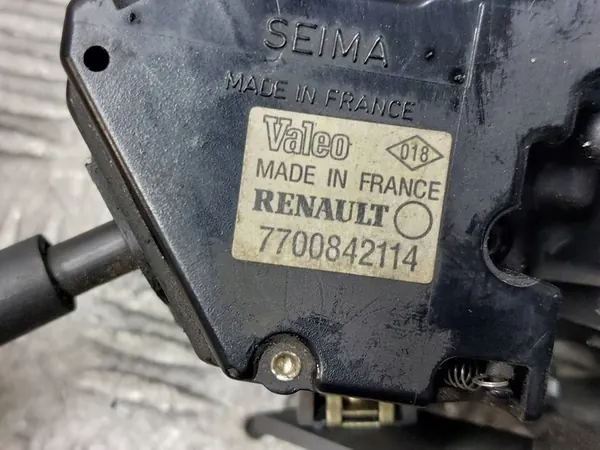 SEIMA
MADE IN FRANCE
Valeo 018
MADE IN FRANCE
RENAULT
7700842114